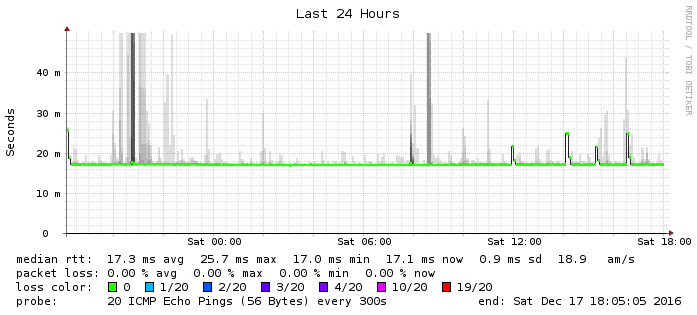 Last 24 Hours
RRDTOOL / TOBI OETIKER
Seconds
40 m
30 m
20 m
10 m
0
Sat 00:00 Sat 06:00 Sat 12:00 Sat 18:00
median rtt: 17.3 ms avg 25.7 ms max 17.0 ms min 17.1 ms now 0.9 ms sd 18.9 am/s
packet loss: 0.00 % avg 0.00 % max 0.00 % min 0.00 % now
loss color: 0 1/20 2/20 3/20 4/20 10/20 19/20
probe: 20 ICMP Echo Pings (56 Bytes) every 300s end: Sat Dec 17 18:05:05 2016